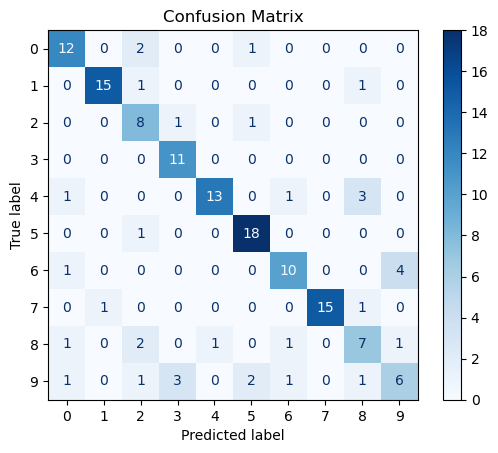 Confusion Matrix
0 12 0 2 0 0 1 0 0 0 0
1 0 15 1 0 0 0 0 0 1 0
2 0 0 8 1 0 1 0 0 0 0
3 0 0 0 11 0 0 0 0 0 0
4 1 0 0 0 13 0 1 0 3 0
5 0 0 1 0 0 18 0 0 0 0
6 1 0 0 0 0 0 10 0 0 4
7 0 1 0 0 0 0 0 15 1 0
8 1 0 2 0 1 0 1 0 7 1
9 1 0 1 3 0 2 1 0 1 6
0 1 2 3 4 5 6 7 8 9
Predicted label
True label
18
16
14
12
10
8
6
4
2
0